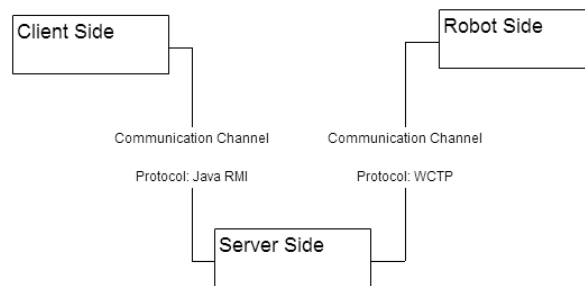 Client Side
Robot Side
Communication Channel
Protocol: Java RMI
Communication Channel
Protocol: WCTP
Server Side